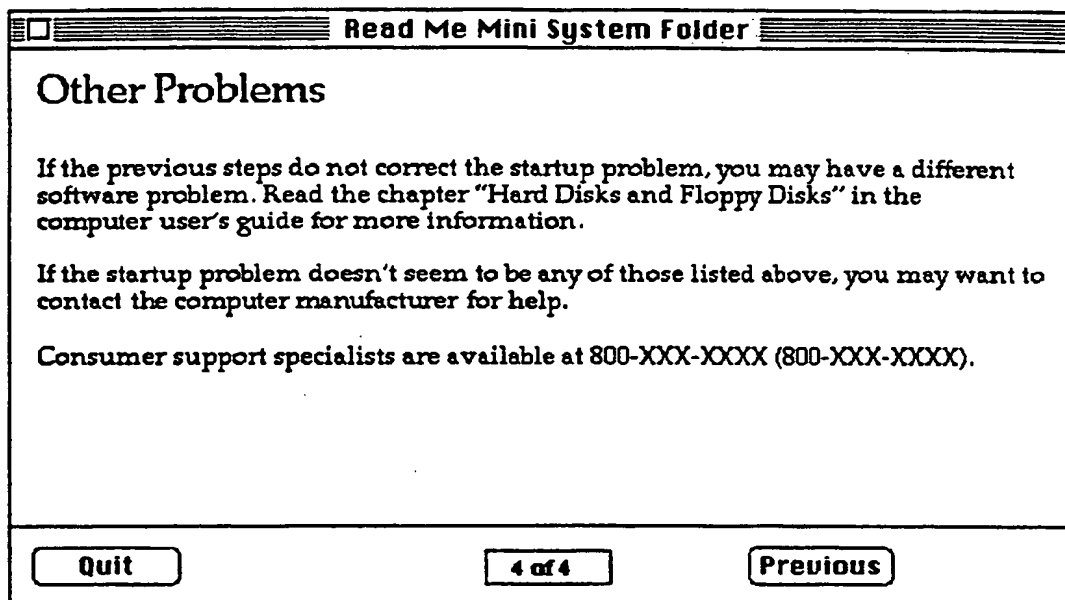 Read Me Mini System Folder
Other Problems
If the previous steps do not correct the startup problem, you may have a different
software problem. Read the chapter “Hard Disks and Floppy Disks” in the
computer user's guide for more information.
If the startup problem doesn't seem to be any of those listed above, you may want to
contact the computer manufacturer for help.
Consumer support specialists are available at 800-XXX-XXXX (800-XXX-XXXX).
Quit
4 of 4
Previous